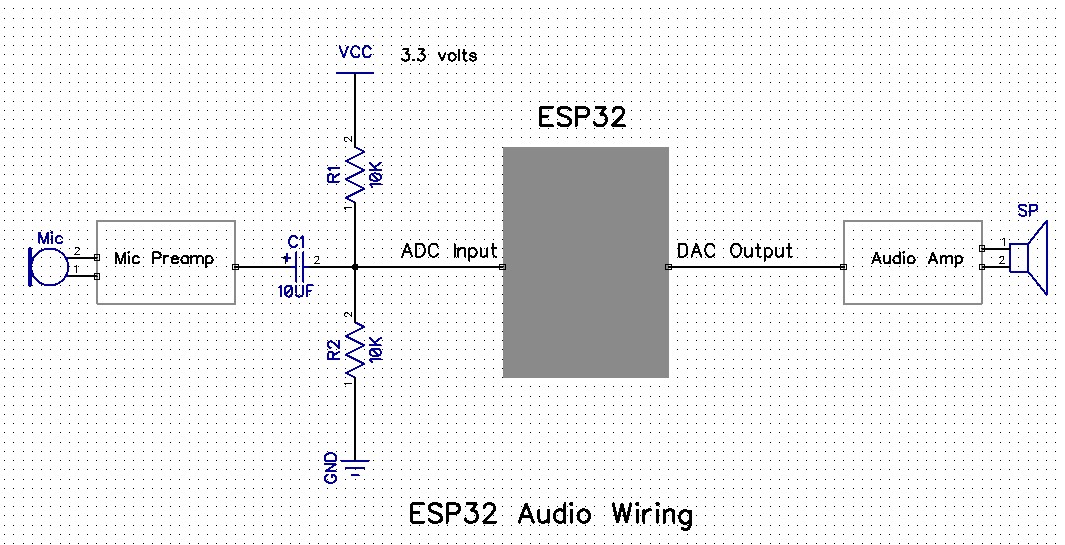 VCC 3.3 volts
ESP32
2
R1
10K
1
SP
Mic
2
1
Mic Preamp
C1
+
2
10UF
ADC Input
DAC Output
Audio Amp
1
2
2
R2
10K
1
GND
ESP32 Audio Wiring